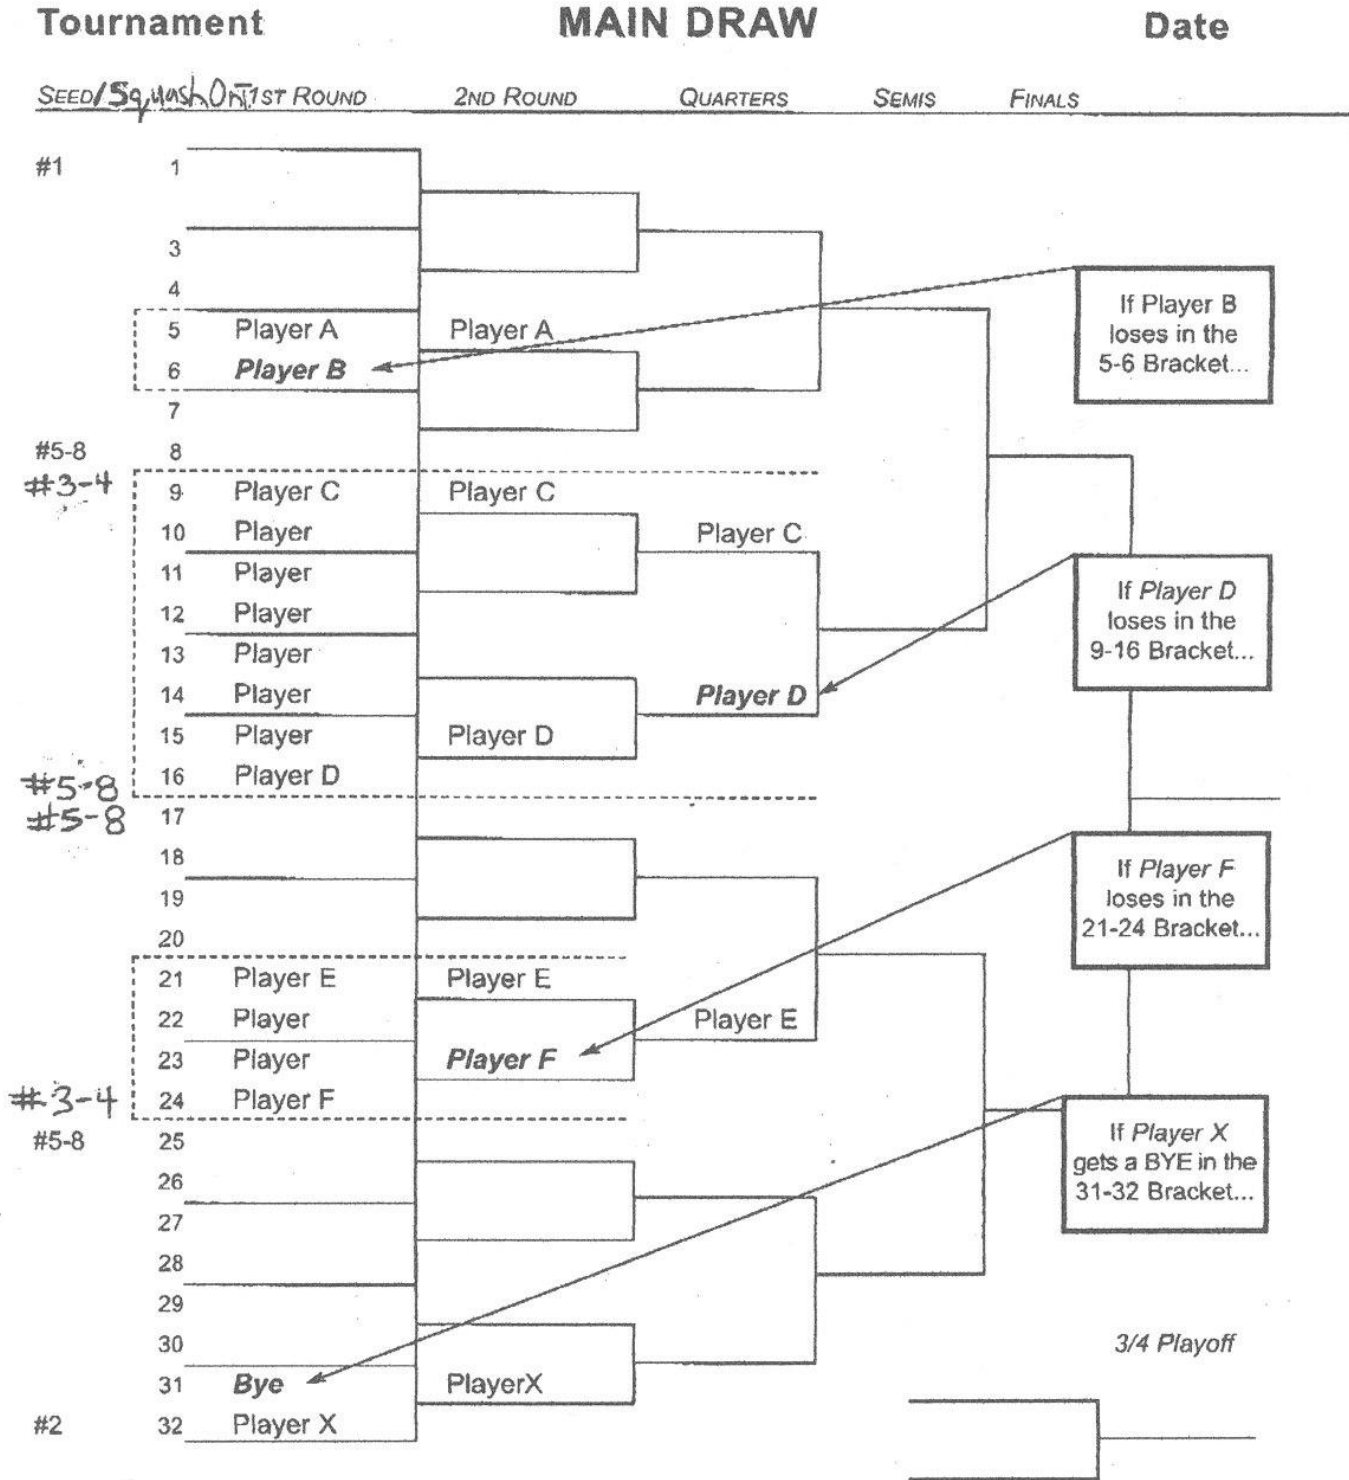 Tournament MAIN DRAW Date
SEED/Squash Ont 1ST ROUND 2ND ROUND QUARTERS SEMIS FINALS
#1 1
3
4
5 Player A Player A
6 Player B
7
#5-8 8
#3-4
9 Player C Player C
10 Player Player C
11 Player
12 Player
13 Player
14 Player Player D
15 Player Player D
16 Player D
#5-8
#5-8
17
18
19
20
21 Player E Player E
22 Player Player E
23 Player Player F
#3-4 24 Player F
#5-8 25
26
27
28
29
30
31 Bye PlayerX
#2 32 Player X
If Player B
loses in the
5-6 Bracket...
If Player D
loses in the
9-16 Bracket...
If Player F
loses in the
21-24 Bracket...
If Player X
gets a BYE in the
31-32 Bracket...
3/4 Playoff